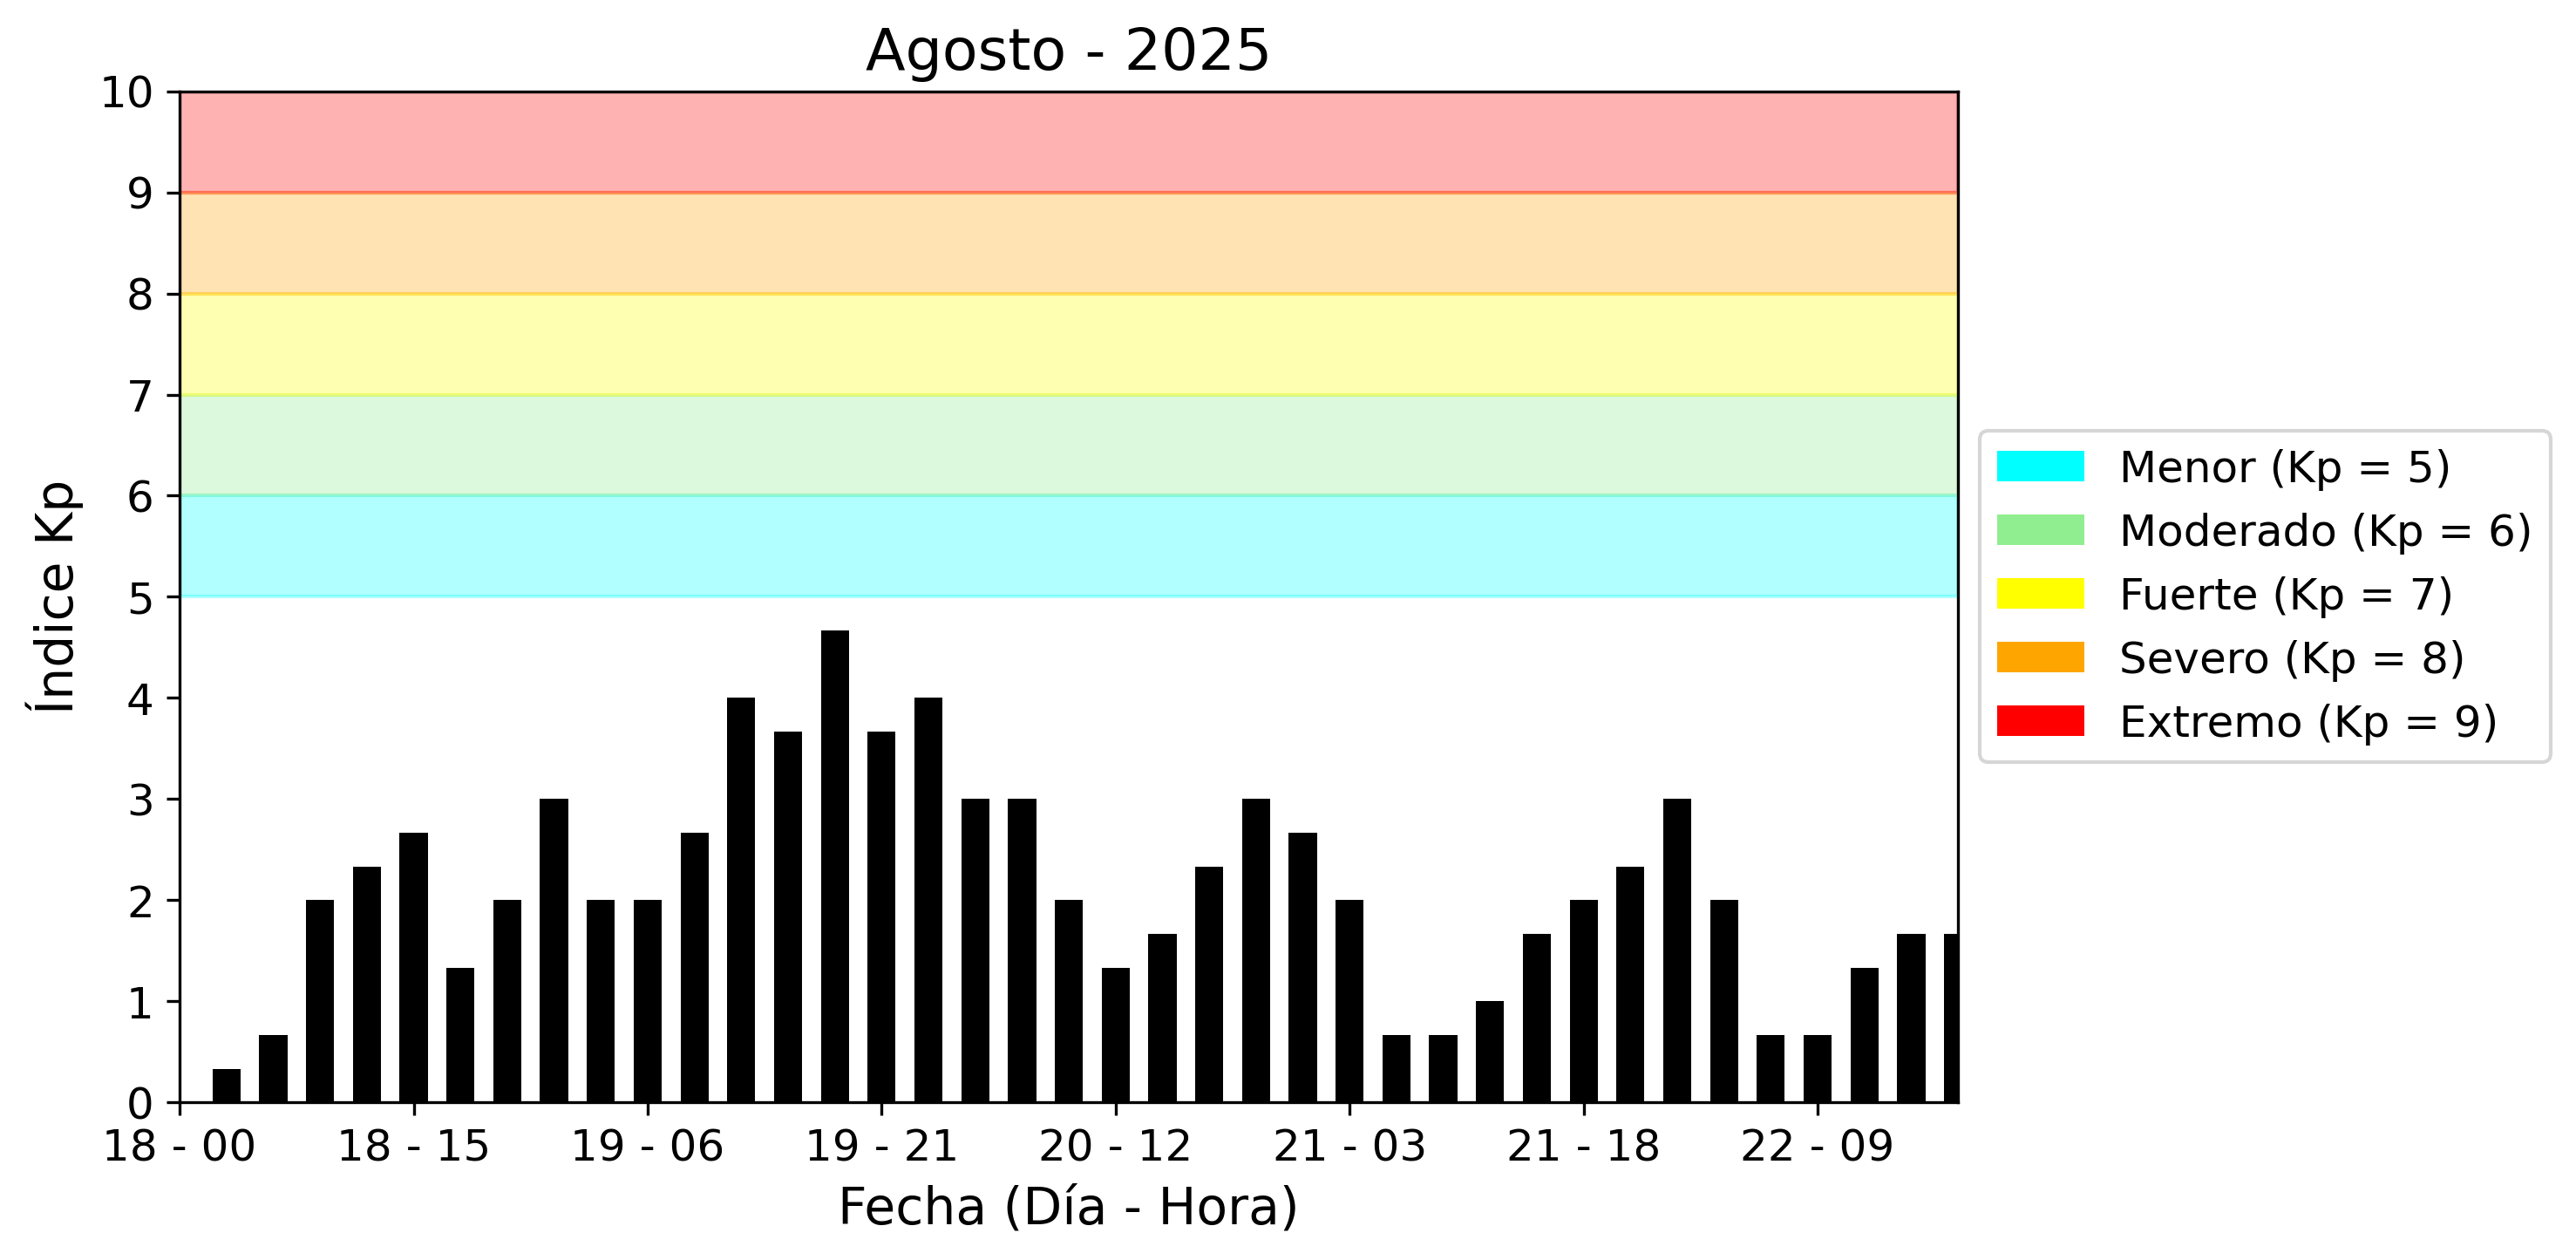 Agosto - 2025
10
9
8
7
6
5
4
3
2
1
0
Índice Kp
18 - 00
18 - 15
19 - 06
19 - 21
20 - 12
21 - 03
21 - 18
22 - 09
Fecha (Día - Hora)
Menor (Kp = 5)
Moderado (Kp = 6)
Fuerte (Kp = 7)
Severo (Kp = 8)
Extremo (Kp = 9)